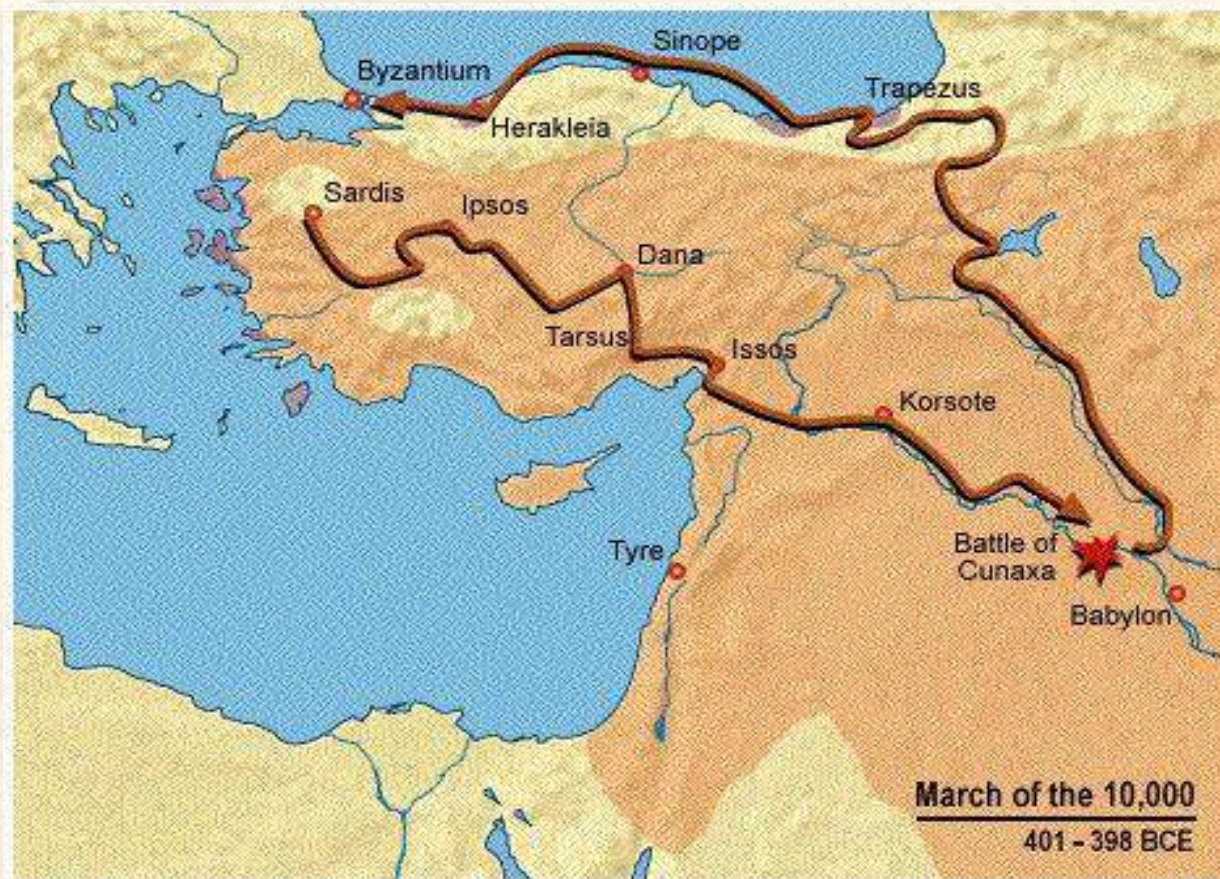 Sinope
Byzantium
Trapezus
Herakleia
Sardis
Ipsos
Dana
Tarsus
Issos
Korsote
Battle of
Cunaxa
Tyre
Babylon
March of the 10,000
401 - 398 BCE